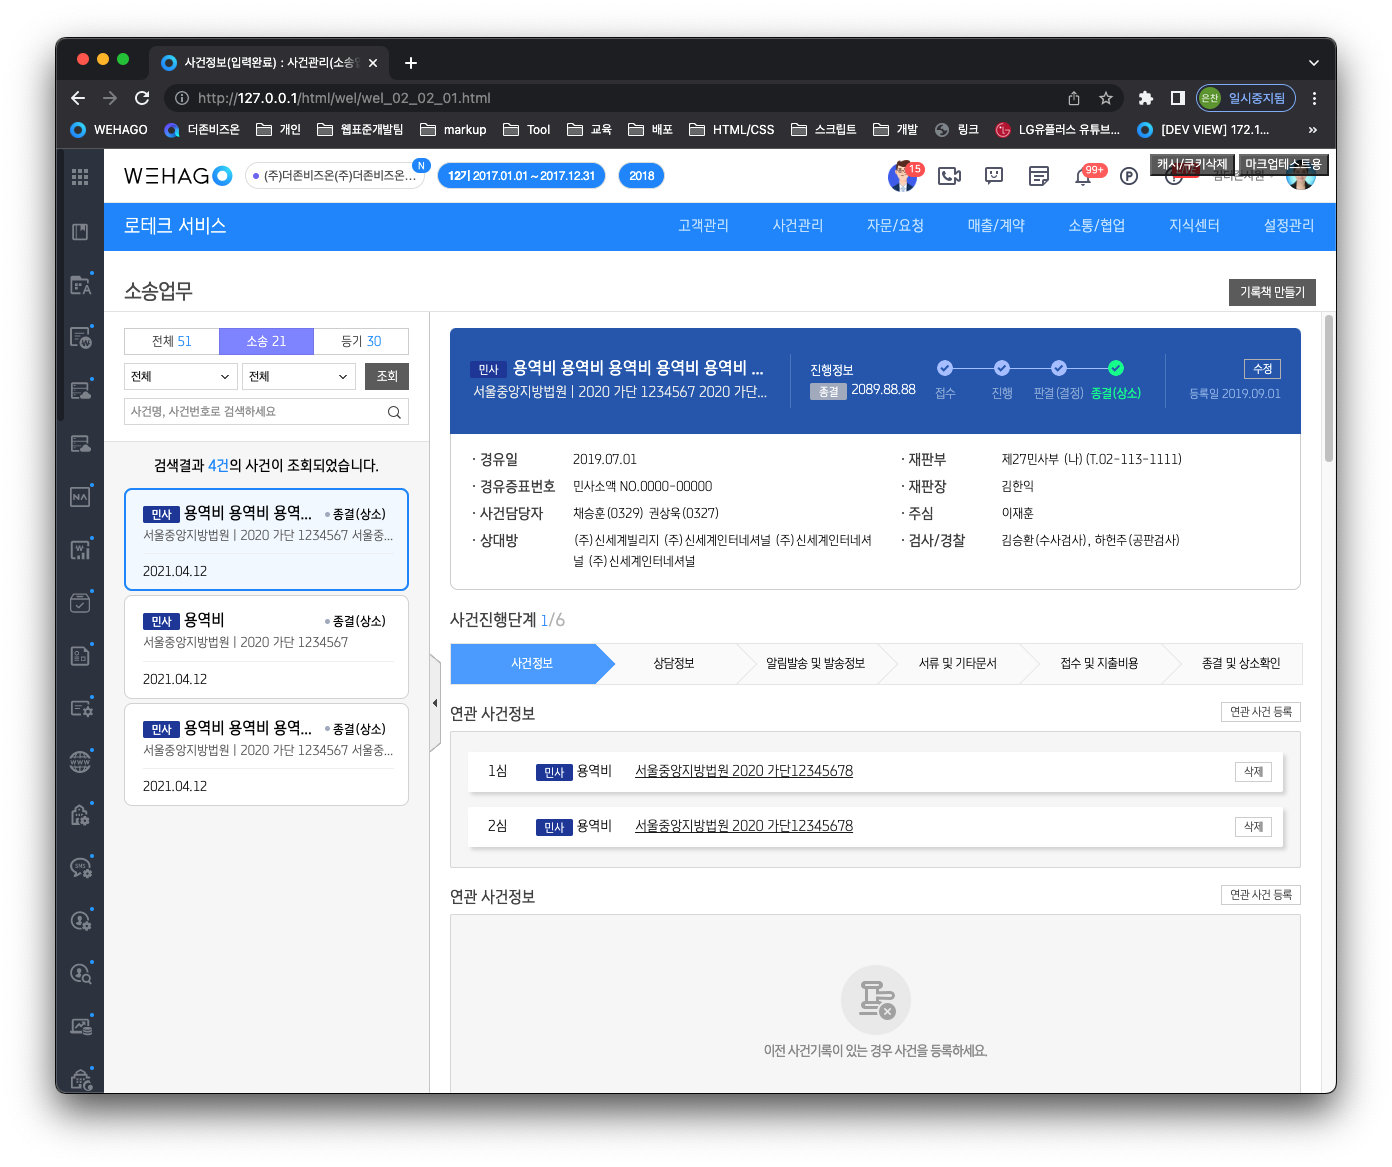 사건정보(입력완료) : 사건관리(소송
http://127.0.0.1/html/wel/wel_02_02_01.html
은찬 일시중지됨
WEHAGO 더존비즈온 개인 웹표준개발팀 markup Tool 교육 배포 HTML/CSS 스크립트 개발 링크 LG유플러스 유튜브... [DEV VIEW] 172.1... »
WEHAGO (주)더존비즈온(주)더존비즈온... N 12기 2017.01.01 ~ 2017.12.31 2018 15 99+ 캐시/쿠키삭제 마크업테스트용
로테크 서비스 고객관리 사건관리 자문/요청 매출/계약 소통/협업 지식센터 설정관리
소송업무 기록책 만들기
전체 51 소송 21 등기 30
전체 전체 조회
사건명, 사건번호로 검색하세요
검색결과 4건의 사건이 조회되었습니다.
민사 용역비 용역비 용역... 종결(상소)
서울중앙지방법원 | 2020 가단 1234567 서울중...
2021.04.12
민사 용역비 종결(상소)
서울중앙지방법원 | 2020 가단 1234567
2021.04.12
민사 용역비 용역비 용역... 종결(상소)
서울중앙지방법원 | 2020 가단 1234567 서울중...
2021.04.12
민사 용역비 용역비 용역비 용역비 용역비 ...
서울중앙지방법원 | 2020 가단 1234567 2020 가단...
진행정보
종결 2089.88.88
접수 진행 판결(결정) 종결(상소)
수정
등록일 2019.09.01
· 경유일 2019.07.01 · 재판부 제27민사부 (나)(T.02-113-1111)
· 경유증표번호 민사소액 NO.0000-00000 · 재판장 김한익
· 사건담당자 채승훈(0329) 권상욱(0327) · 주심 이재훈
· 상대방 (주)신세계빌리지 (주)신세계인터네셔널 (주)신세계인터네셔널 (주)신세계인터네셔널 · 검사/경찰 김승환(수사검사), 하헌주(공판검사)
사건진행단계 1/6
사건정보 상담정보 알림발송 및 발송정보 서류 및 기타문서 접수 및 지출비용 종결 및 상소확인
연관 사건정보 연관 사건 등록
1심 민사 용역비 서울중앙지방법원 2020 가단12345678 삭제
2심 민사 용역비 서울중앙지방법원 2020 가단12345678 삭제
연관 사건정보 연관 사건 등록
이전 사건기록이 있는 경우 사건을 등록하세요.